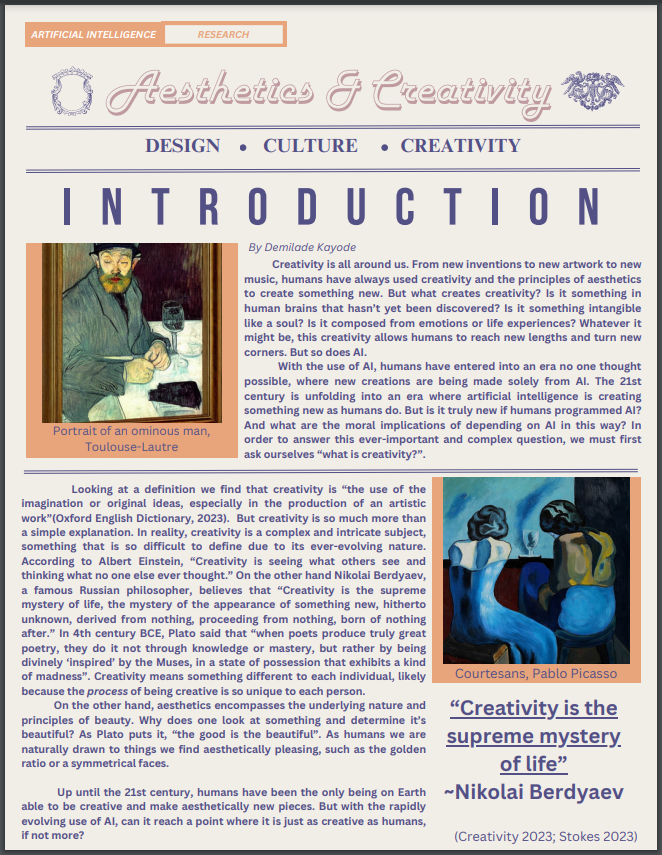 ARTIFICIAL INTELLIGENCE
RESEARCH
Aesthetics & Creativity
DESIGN • CULTURE • CREATIVITY
INTRODUCTION
Portrait of an ominous man,
Toulouse-Lautre
By Demilade Kayode
Creativity is all around us. From new inventions to new artwork to new
music, humans have always used creativity and the principles of aesthetics
to create something new. But what creates creativity? Is it something in
human brains that hasn't yet been discovered? Is it something intangible
like a soul? Is it composed from emotions or life experiences? Whatever it
might be, this creativity allows humans to reach new lengths and turn new
corners. But so does AI.
With the use of AI, humans have entered into an era no one thought
possible, where new creations are being made solely from AI. The 21st
century is unfolding into an era where artificial intelligence is creating
something new as humans do. But is it truly new if humans programmed AI?
And what are the moral implications of depending on AI in this way? In
order to answer this ever-important and complex question, we must first
ask ourselves “what is creativity?”.
Looking at a definition we find that creativity is “the use of the
imagination or original ideas, especially in the production of an artistic
work”(Oxford English Dictionary, 2023). But creativity is so much more than
a simple explanation. In reality, creativity is a complex and intricate subject,
something that is so difficult to define due to its ever-evolving nature.
According to Albert Einstein, “Creativity is seeing what others see and
thinking what no one else ever thought.” On the other hand Nikolai Berdyaev,
a famous Russian philosopher, believes that “Creativity is the supreme
mystery of life, the mystery of the appearance of something new, hitherto
unknown, derived from nothing, proceeding from nothing, born of nothing
after.” In 4th century BCE, Plato said that “when poets produce truly great
poetry, they do it not through knowledge or mastery, but rather by being
divinely ‘inspired’ by the Muses, in a state of possession that exhibits a kind
of madness”. Creativity means something different to each individual, likely
because the process of being creative is so unique to each person.
On the other hand, aesthetics encompasses the underlying nature and
principles of beauty. Why does one look at something and determine it's
beautiful? As Plato puts it, “the good is the beautiful”. As humans we are
naturally drawn to things we find aesthetically pleasing, such as the golden
ratio or a symmetrical faces.
Up until the 21st century, humans have been the only being on Earth
able to be creative and make aesthetically new pieces. But with the rapidly
evolving use of AI, can it reach a point where it is just as creative as humans,
if not more?
Courtesans, Pablo Picasso
“Creativity is the
supreme mystery
of life”
~Nikolai Berdyaev
(Creativity 2023; Stokes 2023)